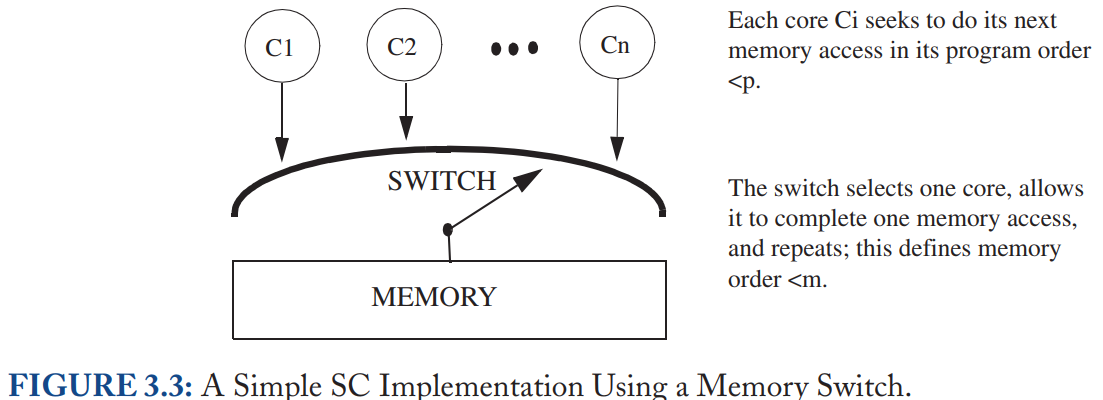 C1
C2
Cn
Each core Ci seeks to do its next
memory access in its program order
<p.
SWITCH
The switch selects one core, allows
it to complete one memory access,
and repeats; this defines memory
order <m.
MEMORY
FIGURE 3.3: A Simple SC Implementation Using a Memory Switch.